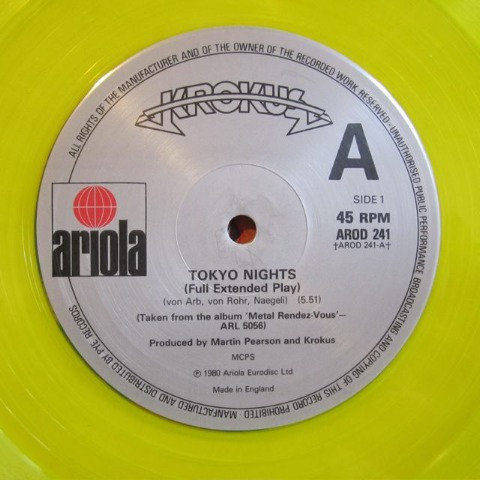 ALL RIGHTS OF THE MANUFACTURER AND OF THE OWNER OF THE RECORDED WORK RESERVED–UNAUTHORISED PUBLIC PERFORMANCE BROADCASTING AND COPYING OF THIS RECORD PROHIBITED · MANUFACTURED AND DISTRIBUTED BY PYE RECORDS
KROKUS
A
SIDE 1
45 RPM
AROD 241
†AROD 241-A†
ariola
TOKYO NIGHTS
(Full Extended Play)
(von Arb, von Rohr, Naegeli) (5.51)
(Taken from the album 'Metal Rendez-Vous'–
ARL 5056)
Produced by Martin Pearson and Krokus
MCPS
℗ 1980 Ariola Eurodisc Ltd
Made in England